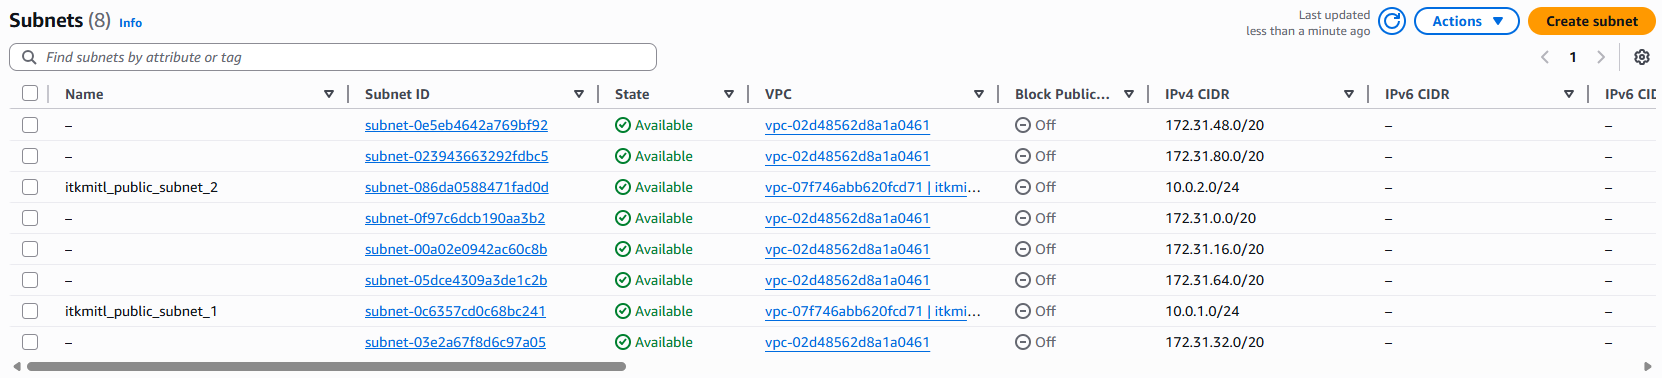 Subnets (8) Info
Last updated
less than a minute ago
Actions
Create subnet
Find subnets by attribute or tag
1
Name Subnet ID State VPC Block Public... IPv4 CIDR IPv6 CIDR IPv6 CID
– subnet-0e5eb4642a769bf92 Available vpc-02d48562d8a1a0461 Off 172.31.48.0/20 – –
– subnet-023943663292fdbc5 Available vpc-02d48562d8a1a0461 Off 172.31.80.0/20 – –
itkmitl_public_subnet_2 subnet-086da0588471fad0d Available vpc-07f746abb620fcd71 | itkmi... Off 10.0.2.0/24 – –
– subnet-0f97c6dcb190aa3b2 Available vpc-02d48562d8a1a0461 Off 172.31.0.0/20 – –
– subnet-00a02e0942ac60c8b Available vpc-02d48562d8a1a0461 Off 172.31.16.0/20 – –
– subnet-05dce4309a3de1c2b Available vpc-02d48562d8a1a0461 Off 172.31.64.0/20 – –
itkmitl_public_subnet_1 subnet-0c6357cd0c68bc241 Available vpc-07f746abb620fcd71 | itkmi... Off 10.0.1.0/24 – –
– subnet-03e2a67f8d6c97a05 Available vpc-02d48562d8a1a0461 Off 172.31.32.0/20 – –